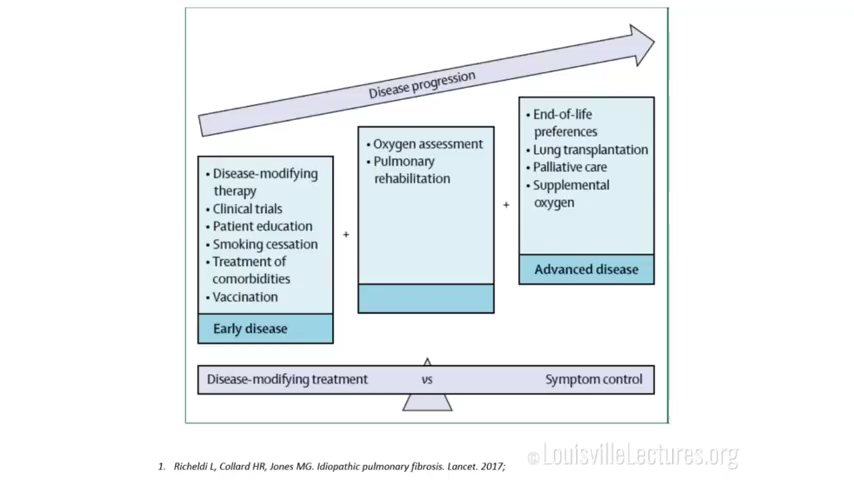 Disease progression
• Disease-modifying
therapy
• Clinical trials
• Patient education
• Smoking cessation
• Treatment of
comorbidities
• Vaccination
Early disease
+
• Oxygen assessment
• Pulmonary
rehabilitation
+
• End-of-life
preferences
• Lung transplantation
• Palliative care
• Supplemental
oxygen
Advanced disease
Disease-modifying treatment vs Symptom control
1. Richeldi L, Collard HR, Jones MG. Idiopathic pulmonary fibrosis. Lancet. 2017;
©LouisvilleLectures.org